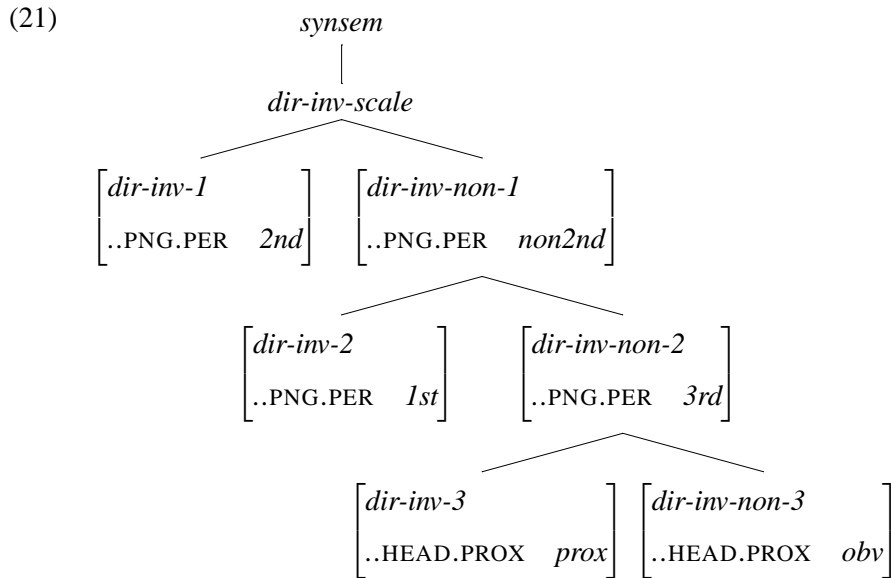 (21)
synsem
dir-inv-scale
dir-inv-1 dir-inv-non-1
..PNG.PER 2nd ..PNG.PER non2nd
dir-inv-2 dir-inv-non-2
..PNG.PER 1st ..PNG.PER 3rd
dir-inv-3 dir-inv-non-3
..HEAD.PROX prox ..HEAD.PROX obv